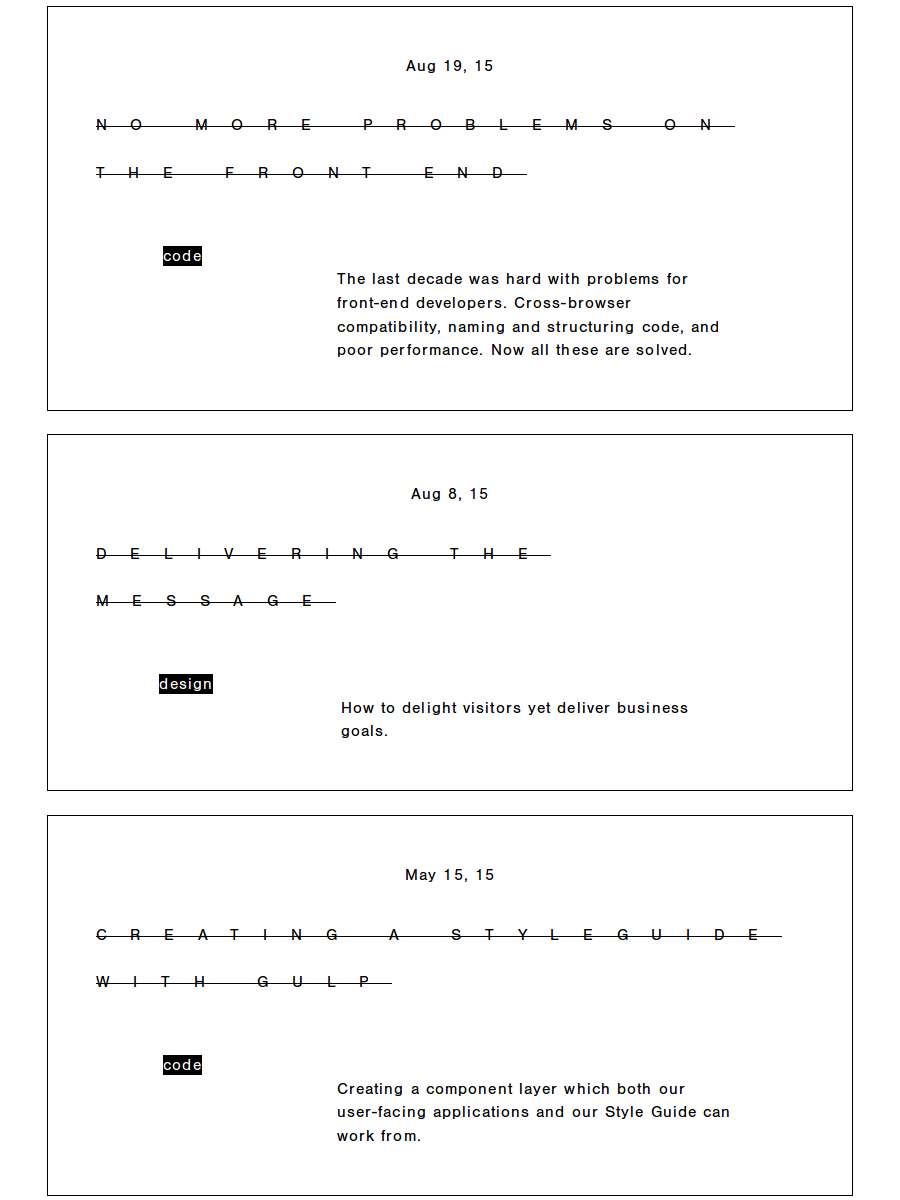 Aug 19, 15
NO MORE PROBLEMS ON
THE FRONT END
code
The last decade was hard with problems for
front-end developers. Cross-browser
compatibility, naming and structuring code, and
poor performance. Now all these are solved.
Aug 8, 15
DELIVERING THE
MESSAGE
design
How to delight visitors yet deliver business
goals.
May 15, 15
CREATING A STYLEGUIDE
WITH GULP
code
Creating a component layer which both our
user-facing applications and our Style Guide can
work from.